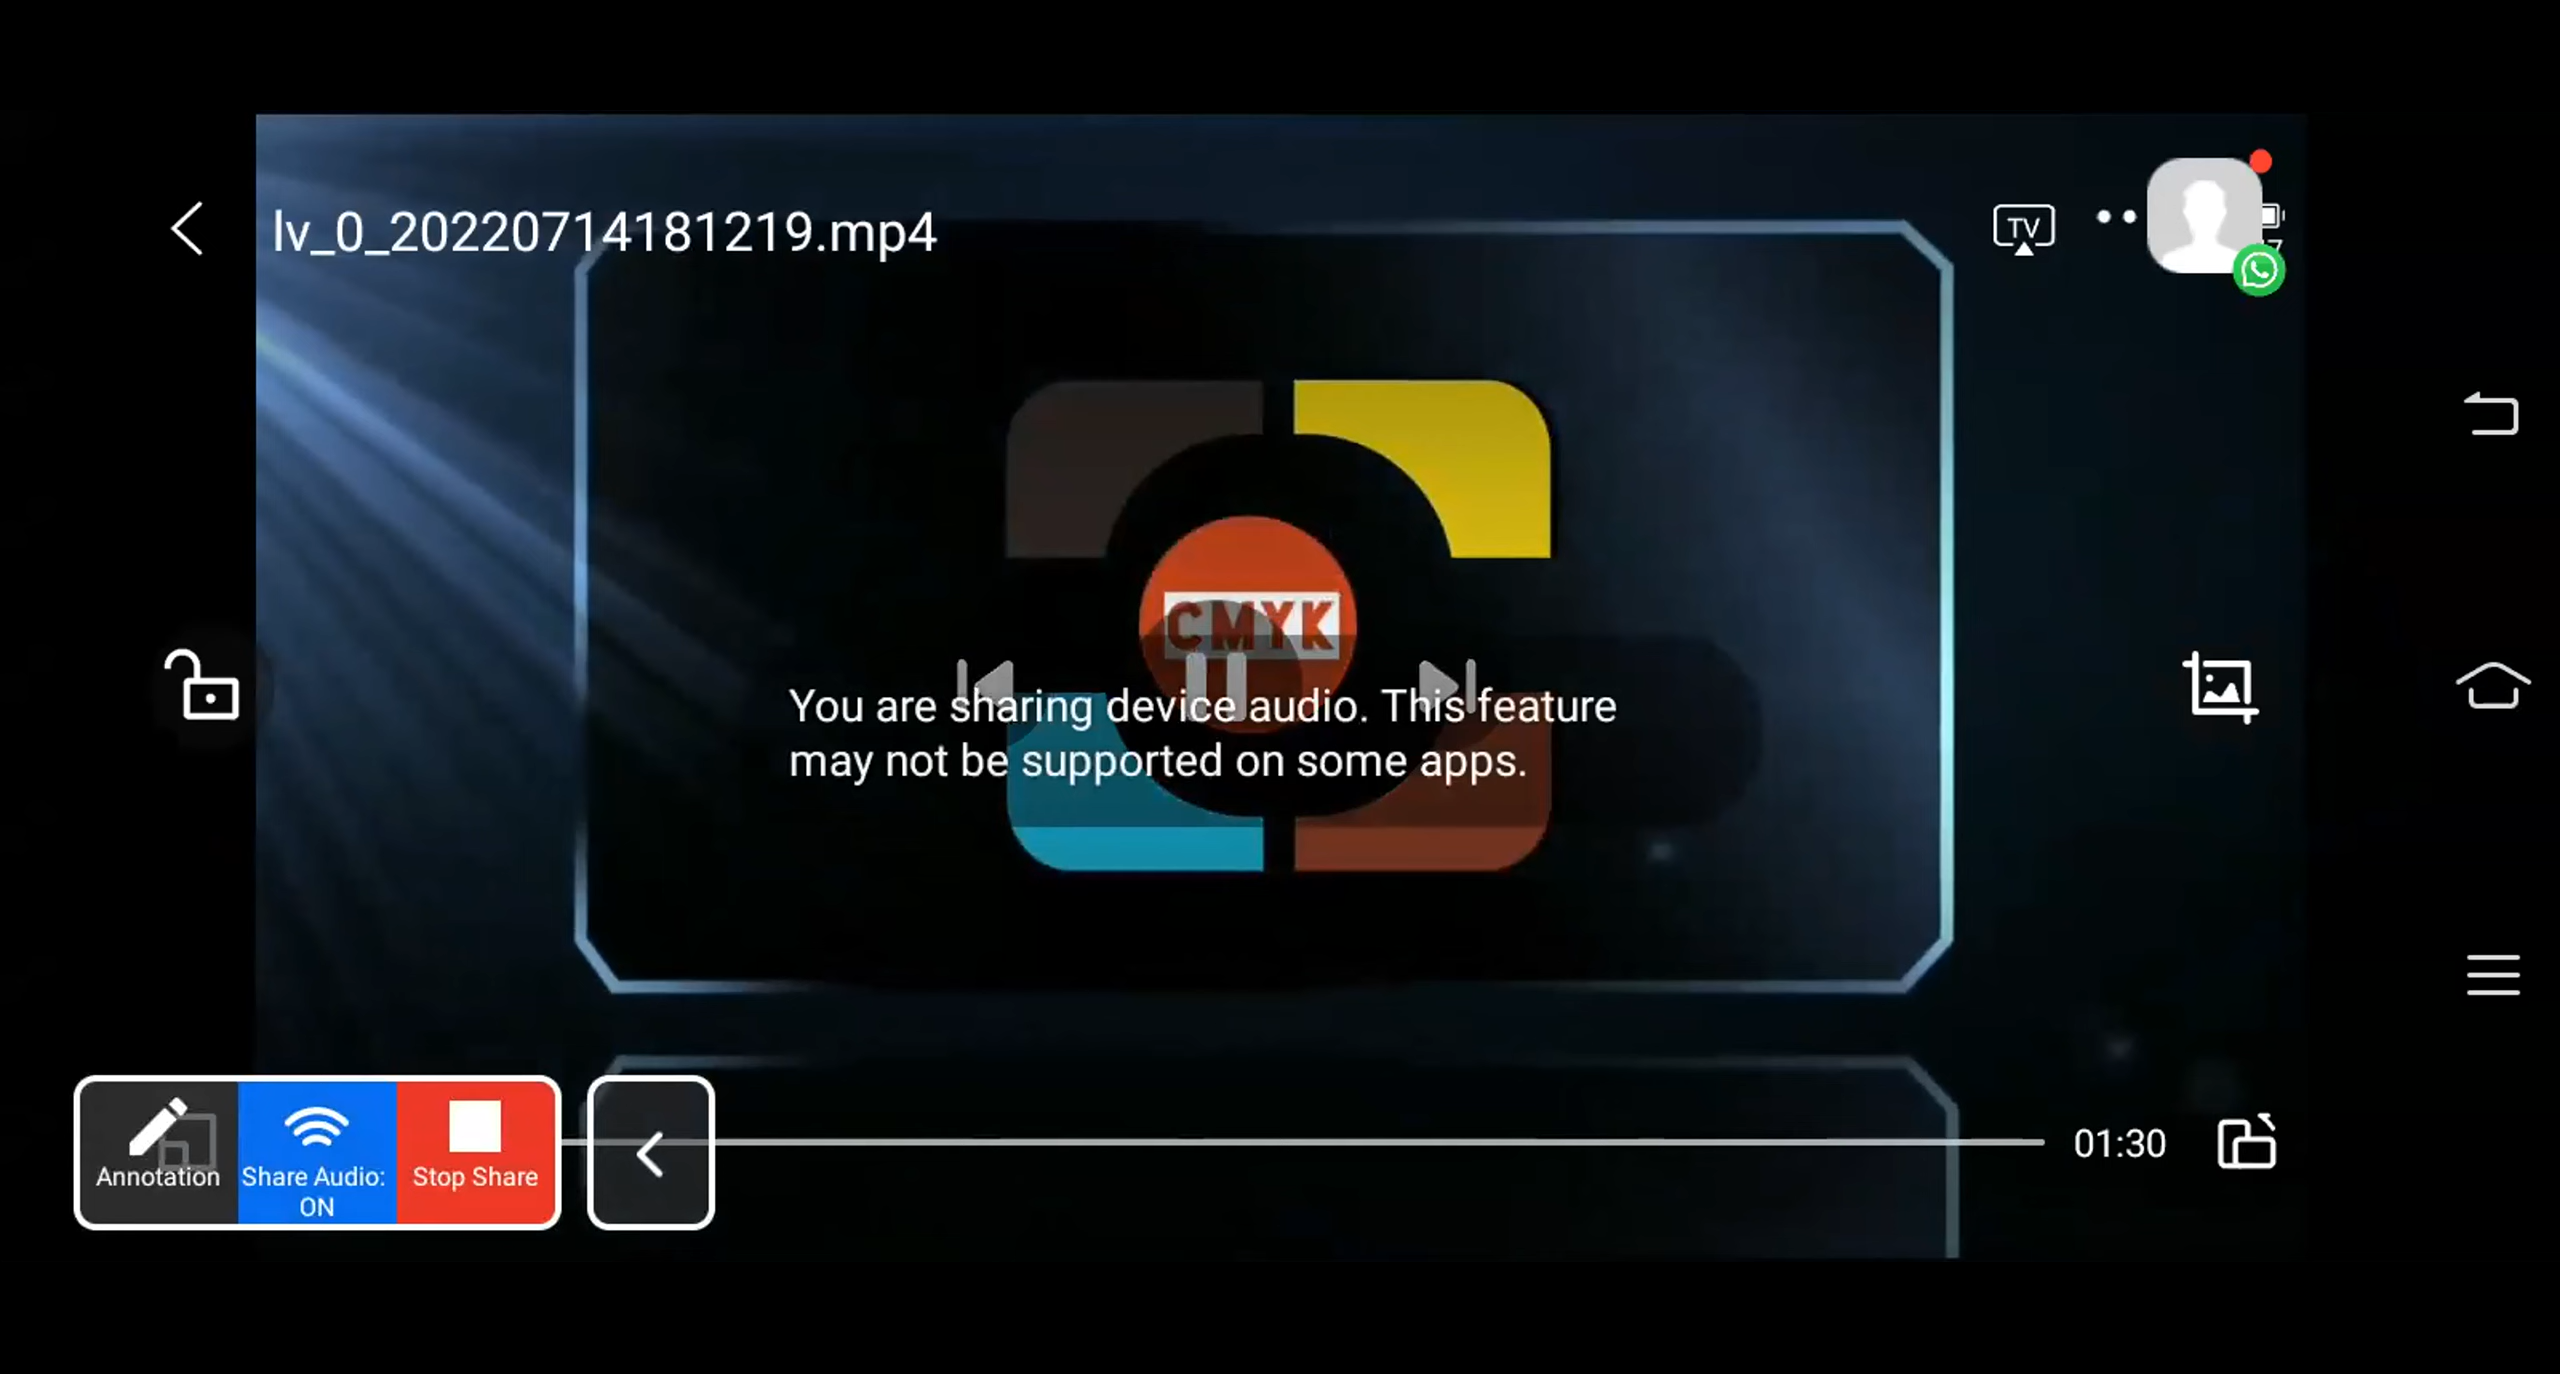 lv_0_20220714181219.mp4
TV
CMYK
You are sharing device audio. This feature
may not be supported on some apps.
Annotation
Share Audio:
ON
Stop Share
01:30